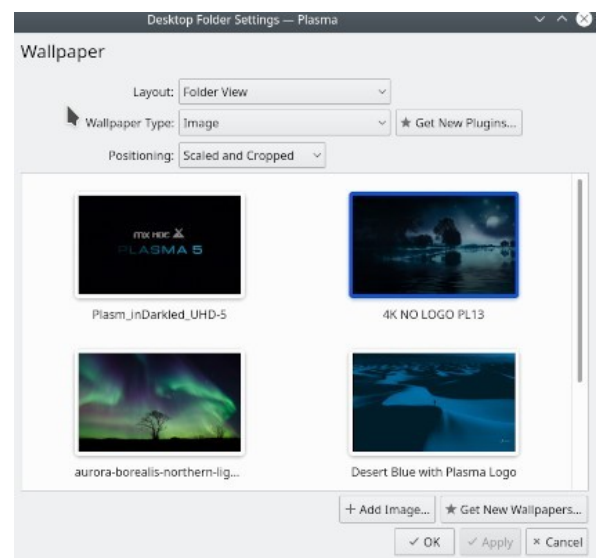 Desktop Folder Settings — Plasma
Wallpaper
Layout: Folder View
Wallpaper Type: Image ★ Get New Plugins...
Positioning: Scaled and Cropped
PLASMA 5
Plasm_inDarkled_UHD-5 4K NO LOGO PL13
aurora-borealis-northern-lig... Desert Blue with Plasma Logo
+ Add Image... ★ Get New Wallpapers...
✓ OK ✓ Apply × Cancel